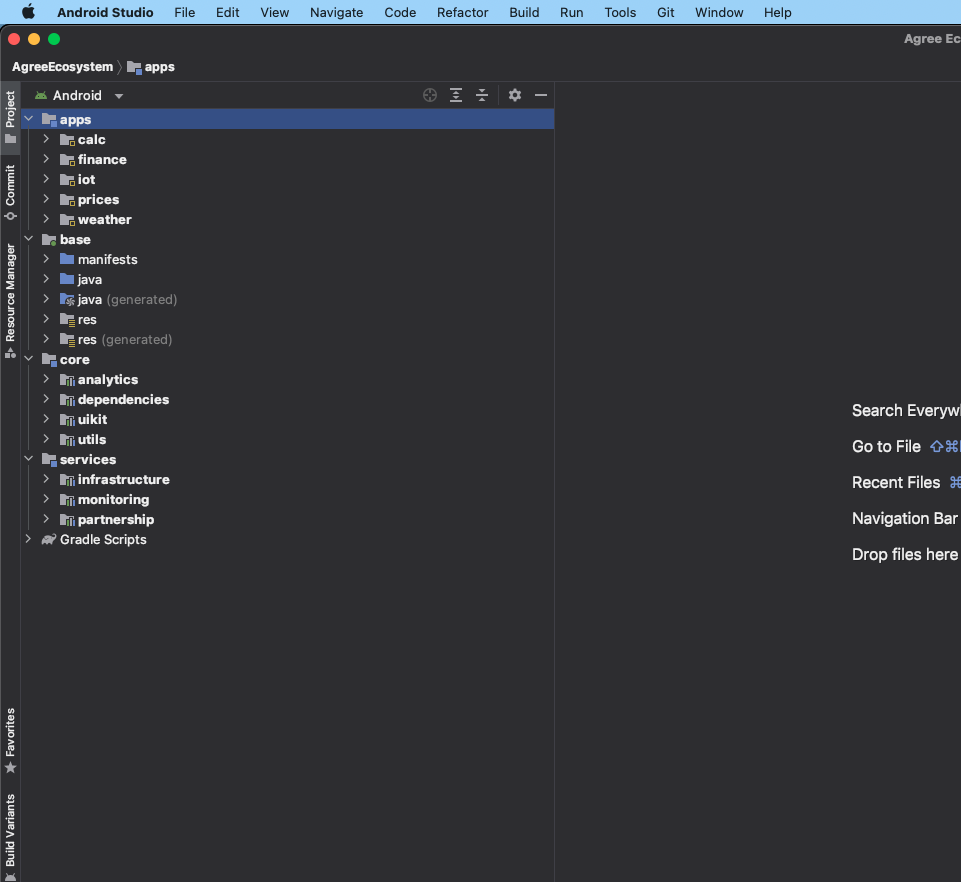 Android Studio File Edit View Navigate Code Refactor Build Run Tools Git Window Help
Agree Ec
AgreeEcosystem apps
Project
Commit
Resource Manager
Favorites
Build Variants
Android
apps
calc
finance
iot
prices
weather
base
manifests
java
java (generated)
res
res (generated)
core
analytics
dependencies
uikit
utils
services
infrastructure
monitoring
partnership
Gradle Scripts
Search Everywh
Go to File ⇧⌘
Recent Files ⌘
Navigation Bar
Drop files here